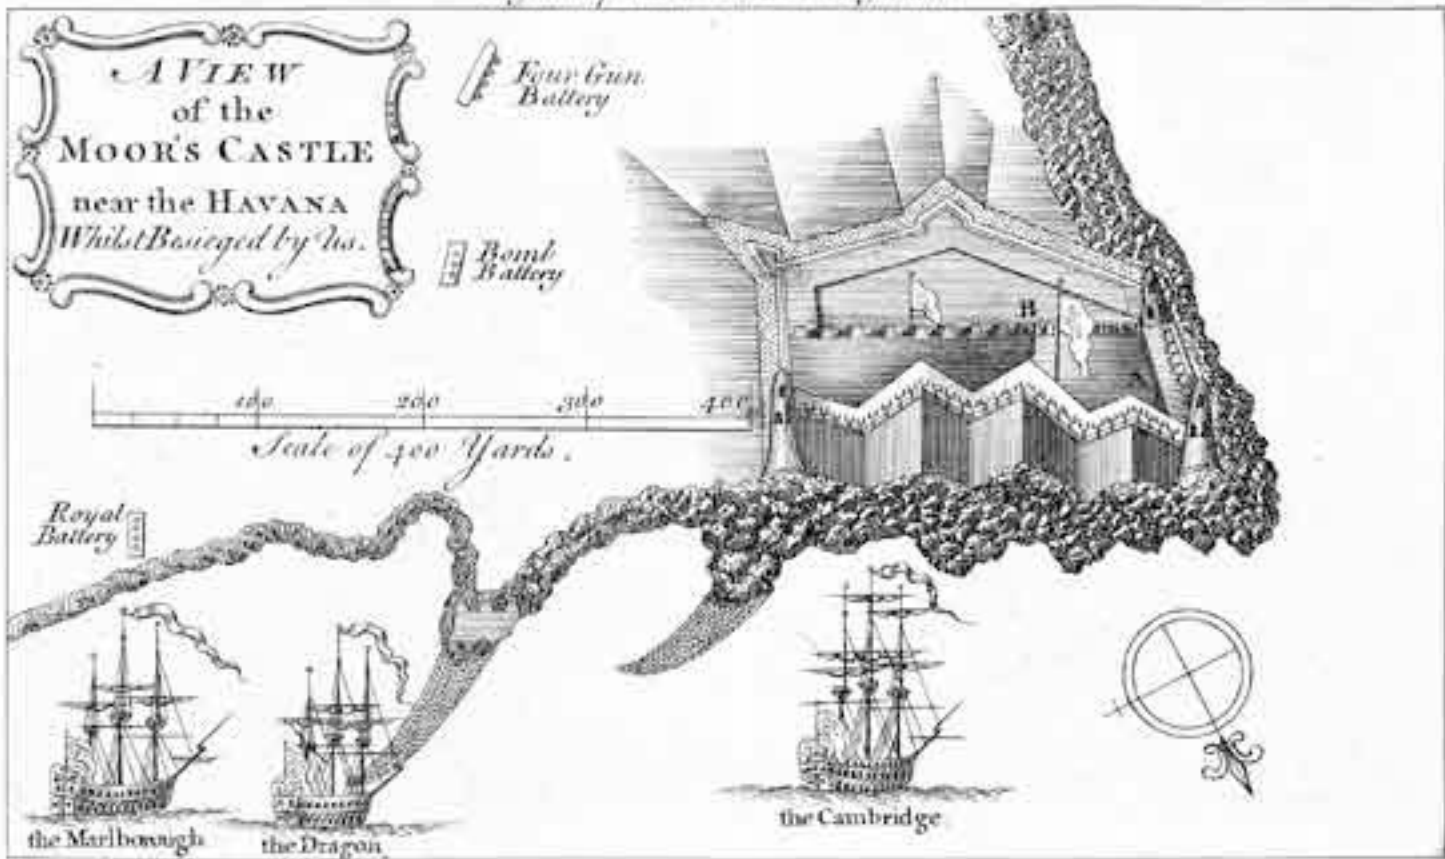 A VIEW
of the
MOOR'S CASTLE
near the HAVANA
Whilst Besieged by Us.
Four Gun
Battery
Bomb
Battery
B
100 200 300 400
Scale of 400 Yards.
Royal
Battery
the Marlborough
the Dragon
the Cambridge